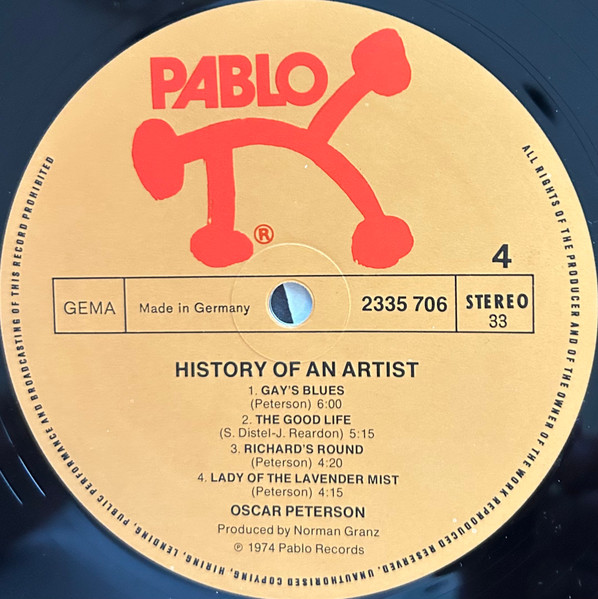 PABLO
®
4
GEMA
Made in Germany
2335 706
STEREO
33
HISTORY OF AN ARTIST
1. GAY'S BLUES
(Peterson) 6:00
2. THE GOOD LIFE
(S. Distel-J. Reardon) 5:15
3. RICHARD'S ROUND
(Peterson) 4:20
4. LADY OF THE LAVENDER MIST
(Peterson) 4:15
OSCAR PETERSON
Produced by Norman Granz
℗ 1974 Pablo Records
ALL RIGHTS OF THE PRODUCER AND OF THE OWNER OF THE WORK REPRODUCED RESERVED. UNAUTHORISED COPYING, HIRING, LENDING, PUBLIC PERFORMANCE AND BROADCASTING OF THIS RECORD PROHIBITED